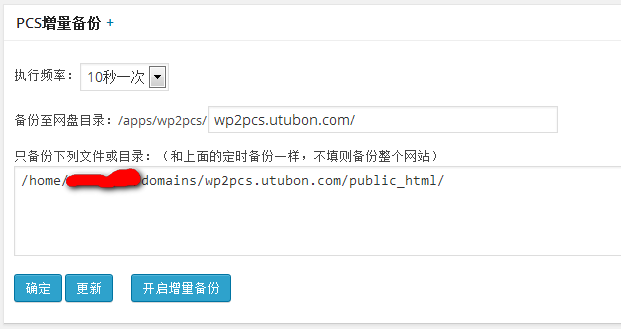 PCS增量备份 +
执行频率： 10秒一次
备份至网盘目录：/apps/wp2pcs/ wp2pcs.utubon.com/
只备份下列文件或目录：（和上面的定时备份一样，不填则备份整个网站）
/home/ domains/wp2pcs.utubon.com/public_html/
确定 更新 开启增量备份